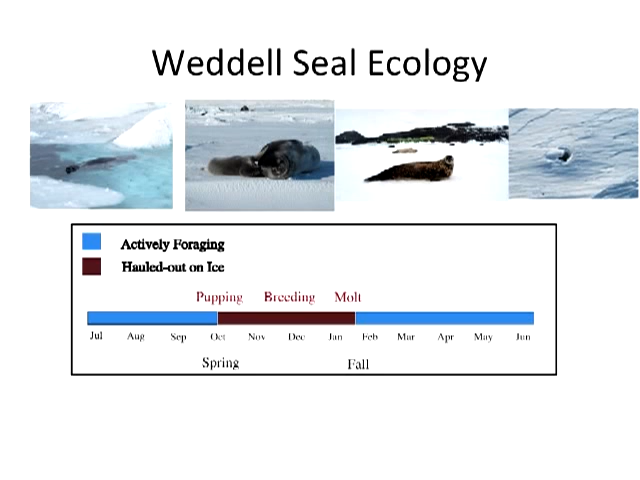 Weddell Seal Ecology
Actively Foraging
Hauled-out on Ice
Pupping Breeding Molt
Jul Aug Sep Oct Nov Dec Jan Feb Mar Apr May Jun
Spring Fall